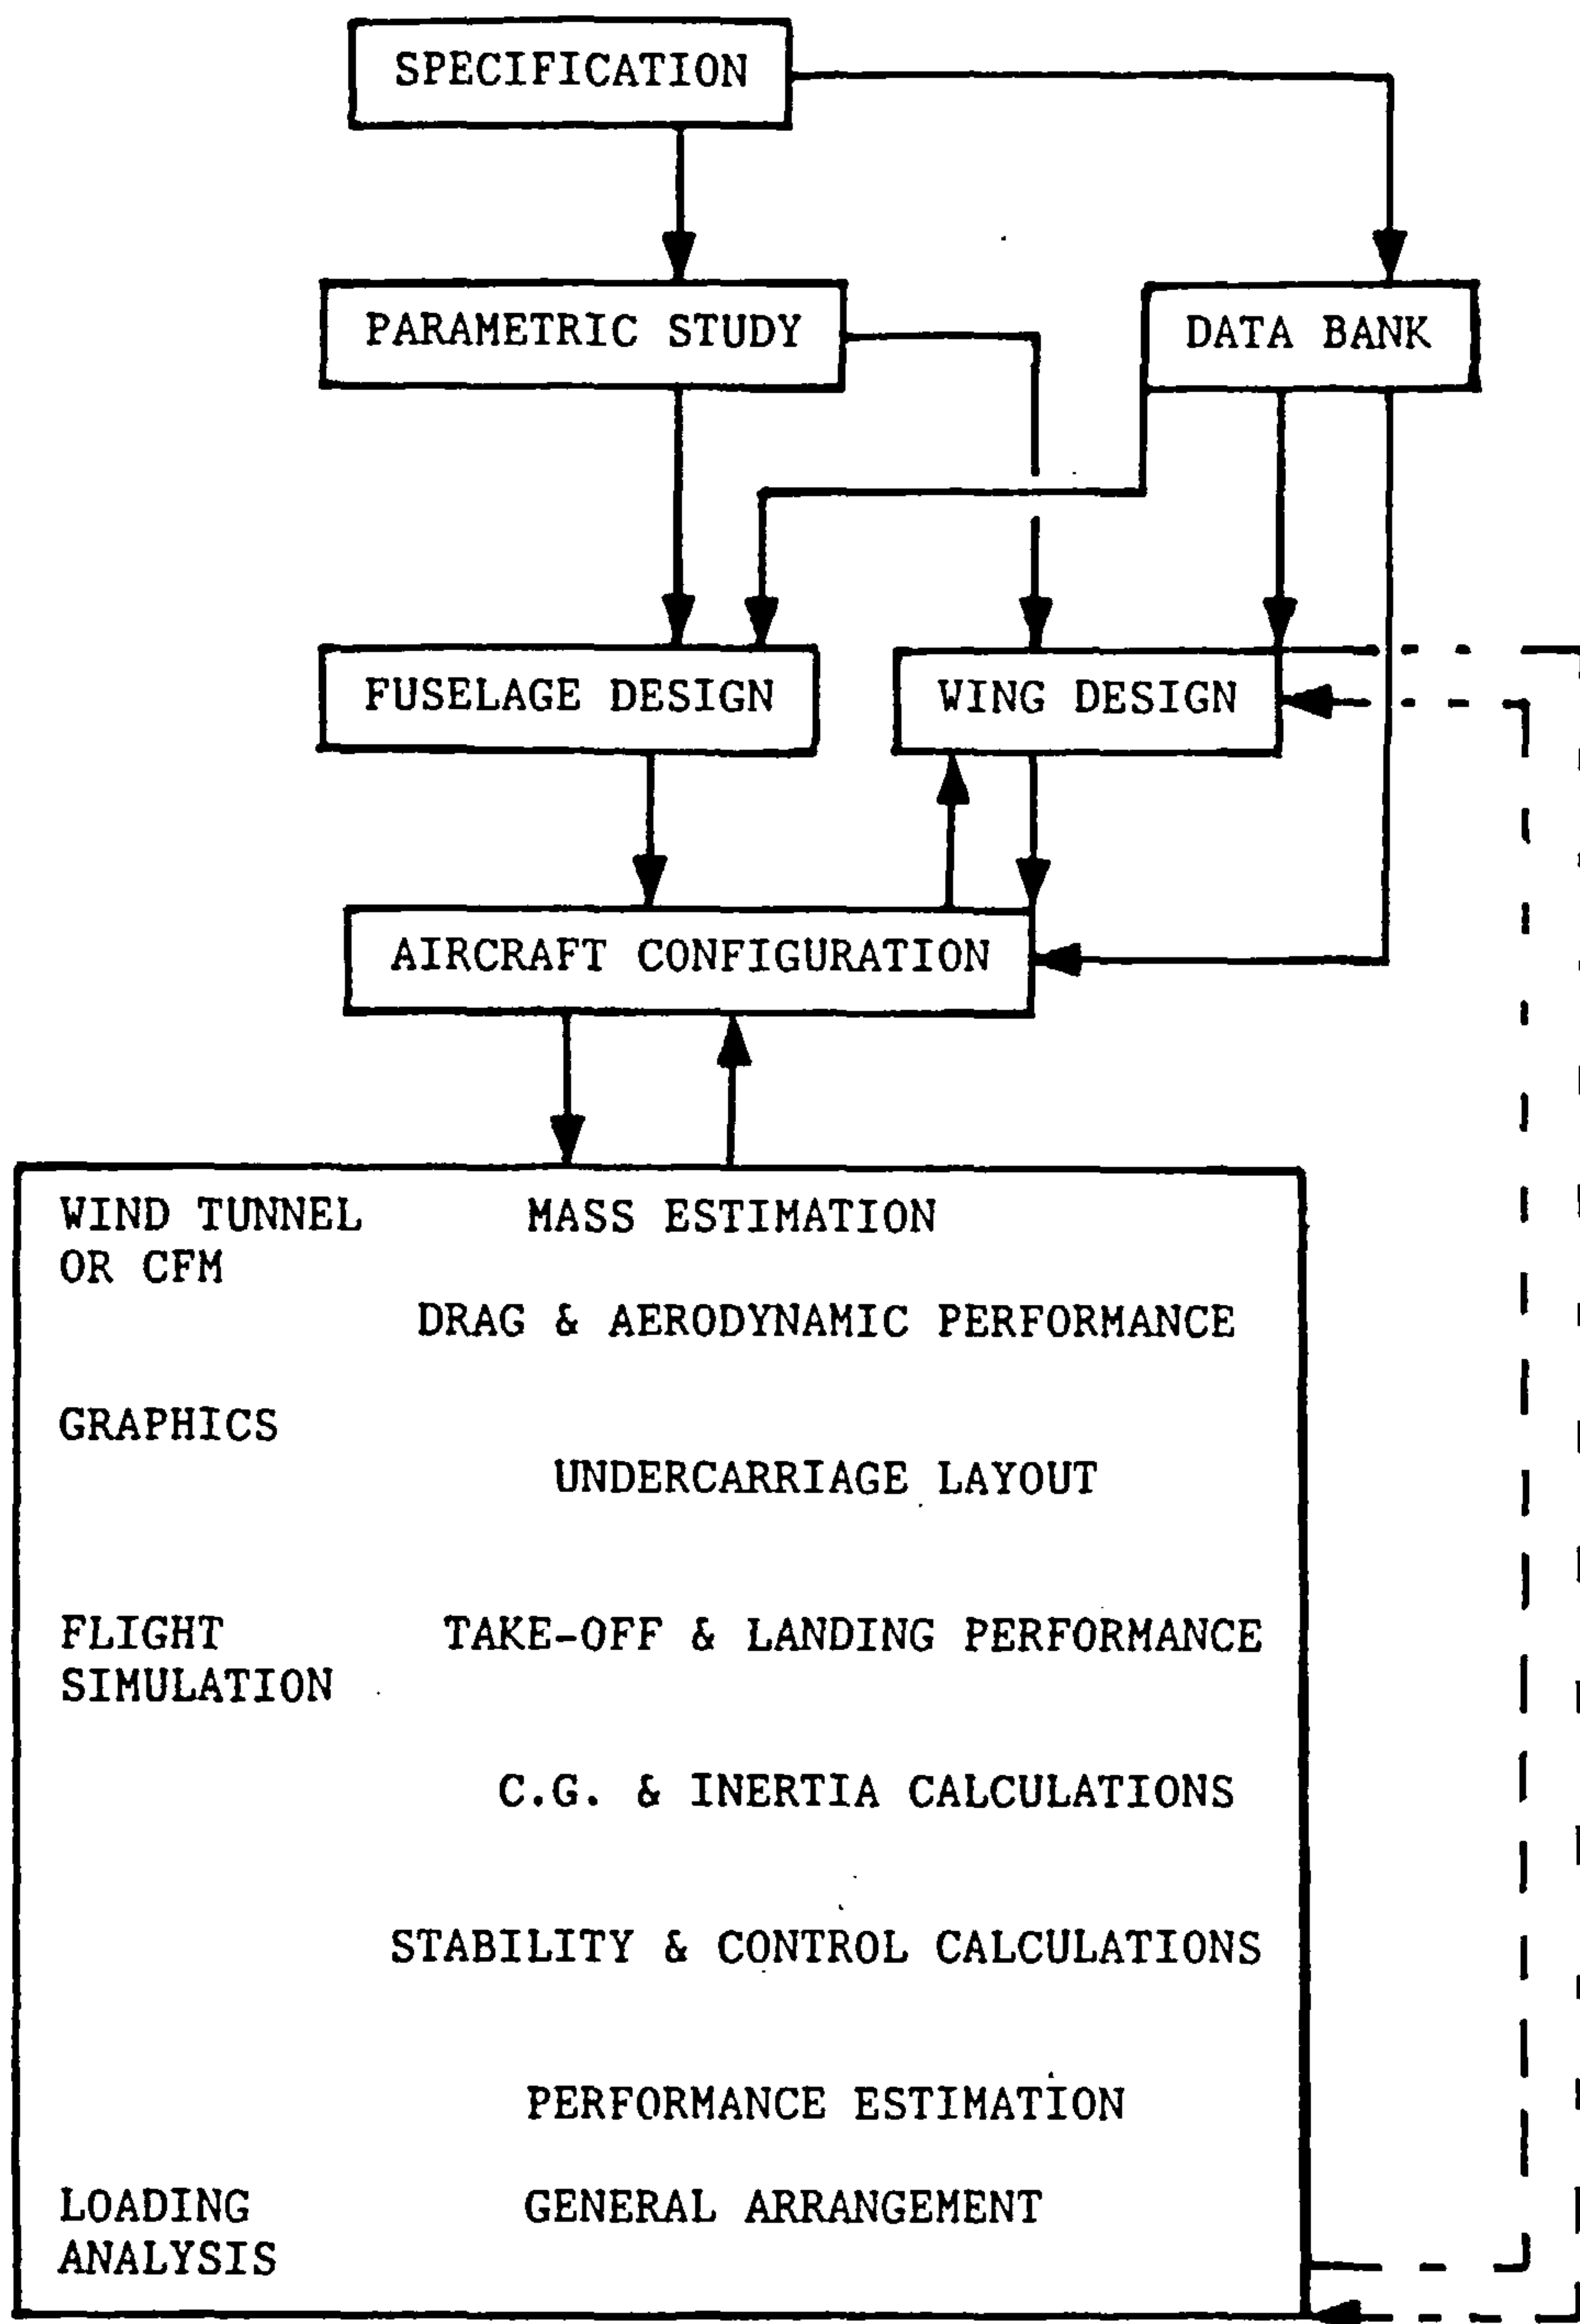 SPECIFICATION
PARAMETRIC STUDY
DATA BANK
FUSELAGE DESIGN
WING DESIGN
AIRCRAFT CONFIGURATION
WIND TUNNEL
OR CFM
MASS ESTIMATION
DRAG & AERODYNAMIC PERFORMANCE
GRAPHICS
UNDERCARRIAGE LAYOUT
FLIGHT
SIMULATION
TAKE-OFF & LANDING PERFORMANCE
C.G. & INERTIA CALCULATIONS
STABILITY & CONTROL CALCULATIONS
PERFORMANCE ESTIMATION
LOADING
ANALYSIS
GENERAL ARRANGEMENT